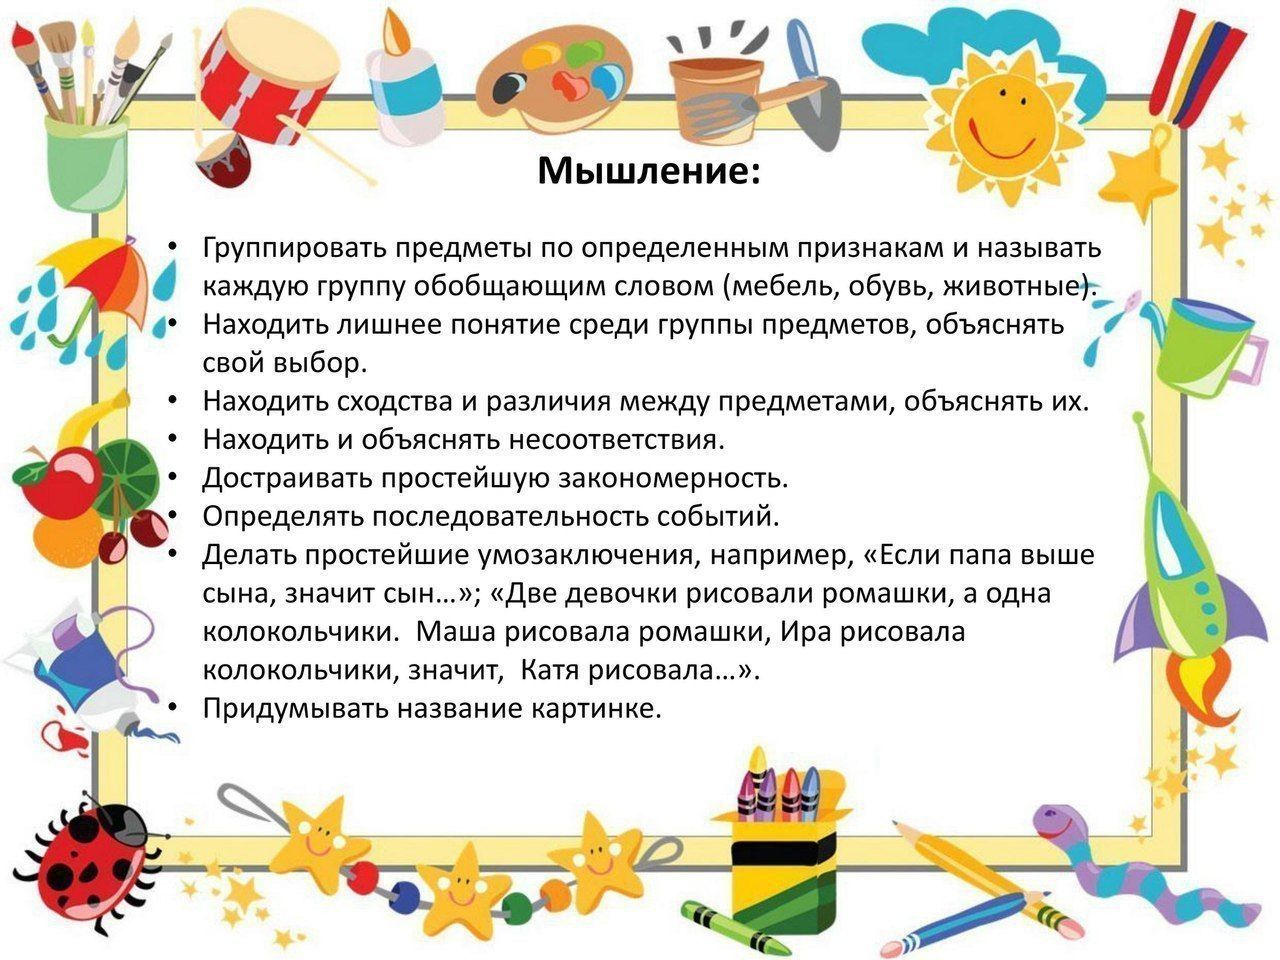 Мышление:
• Группировать предметы по определенным признакам и называть
каждую группу обобщающим словом (мебель, обувь, животные).
• Находить лишнее понятие среди группы предметов, объяснять
свой выбор.
• Находить сходства и различия между предметами, объяснять их.
• Находить и объяснять несоответствия.
• Достраивать простейшую закономерность.
• Определять последовательность событий.
• Делать простейшие умозаключения, например, «Если папа выше
сына, значит сын…»; «Две девочки рисовали ромашки, а одна
колокольчики.  Маша рисовала ромашки, Ира рисовала
колокольчики, значит,  Катя рисовала…».
• Придумывать название картинке.